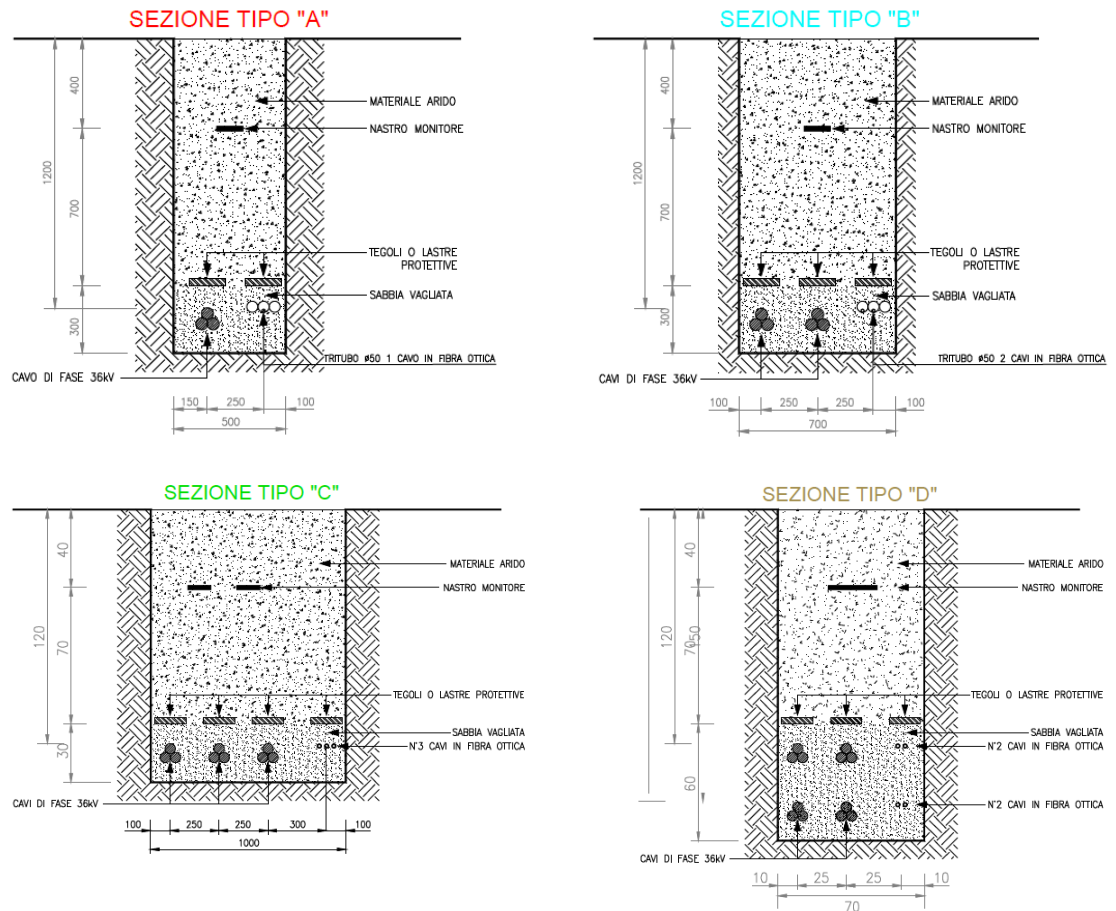 SEZIONE TIPO "A"
400
1200
700
300
MATERIALE ARIDO
NASTRO MONITORE
TEGOLI O LASTRE
PROTETTIVE
SABBIA VAGLIATA
TRITUBO ø50 1 CAVO IN FIBRA OTTICA
CAVO DI FASE 36kV
150 250 100
500
SEZIONE TIPO "B"
400
1200
700
300
MATERIALE ARIDO
NASTRO MONITORE
TEGOLI O LASTRE
PROTETTIVE
SABBIA VAGLIATA
TRITUBO ø50 2 CAVI IN FIBRA OTTICA
CAVI DI FASE 36kV
100 250 250 100
700
SEZIONE TIPO "C"
40
120
70
30
MATERIALE ARIDO
NASTRO MONITORE
TEGOLI O LASTRE PROTETTIVE
SABBIA VAGLIATA
N°3 CAVI IN FIBRA OTTICA
CAVI DI FASE 36kV
100 250 250 300 100
1000
SEZIONE TIPO "D"
40
120
70
60
MATERIALE ARIDO
NASTRO MONITORE
TEGOLI O LASTRE PROTETTIVE
SABBIA VAGLIATA
N°2 CAVI IN FIBRA OTTICA
N°2 CAVI IN FIBRA OTTICA
CAVI DI FASE 36kV
10 25 25 10
70